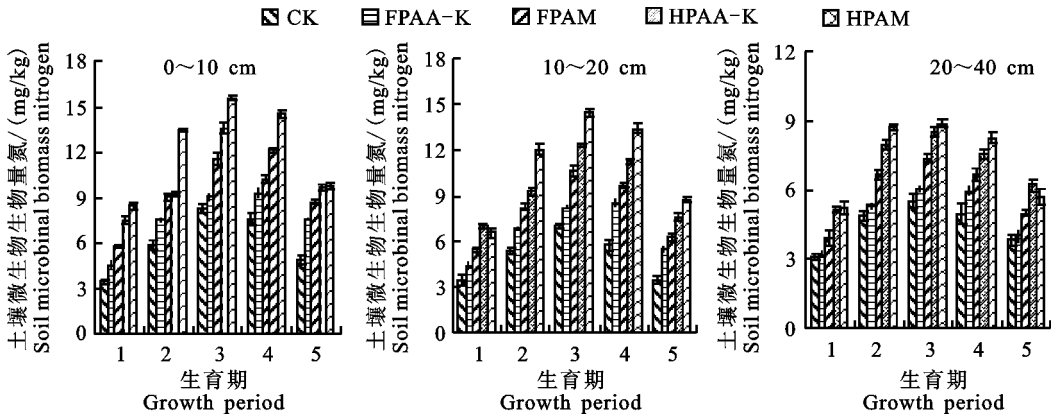 CK FPAA-K FPAM HPAA-K HPAM
土壤微生物生物量氮/(mg/kg)
Soil microbinal biomass nitrogen
18
15
12
9
6
3
0
0～10 cm
1 2 3 4 5
生育期
Growth period
土壤微生物生物量氮/(mg/kg)
Soil microbinal biomass nitrogen
18
15
12
9
6
3
0
10～20 cm
1 2 3 4 5
生育期
Growth period
土壤微生物生物量氮/(mg/kg)
Soil microbinal biomass nitrogen
12
9
6
3
0
20～40 cm
1 2 3 4 5
生育期
Growth period